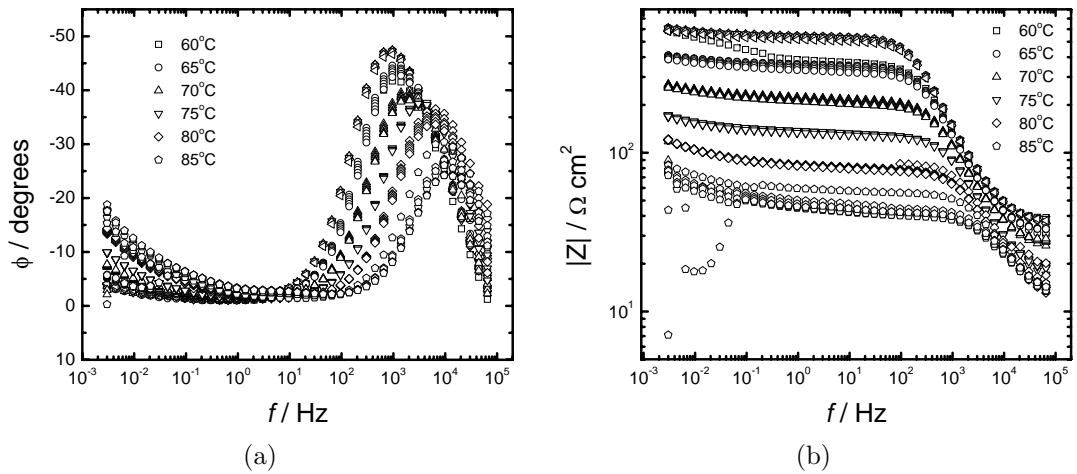 -50
-40
-30
-20
-10
0
10
ϕ / degrees
10⁻³ 10⁻² 10⁻¹ 10⁰ 10¹ 10² 10³ 10⁴ 10⁵
f / Hz
60°C
65°C
70°C
75°C
80°C
85°C
(a)
10²
10¹
|Z| / Ω cm²
10⁻³ 10⁻² 10⁻¹ 10⁰ 10¹ 10² 10³ 10⁴ 10⁵
f / Hz
60°C
65°C
70°C
75°C
80°C
85°C
(b)